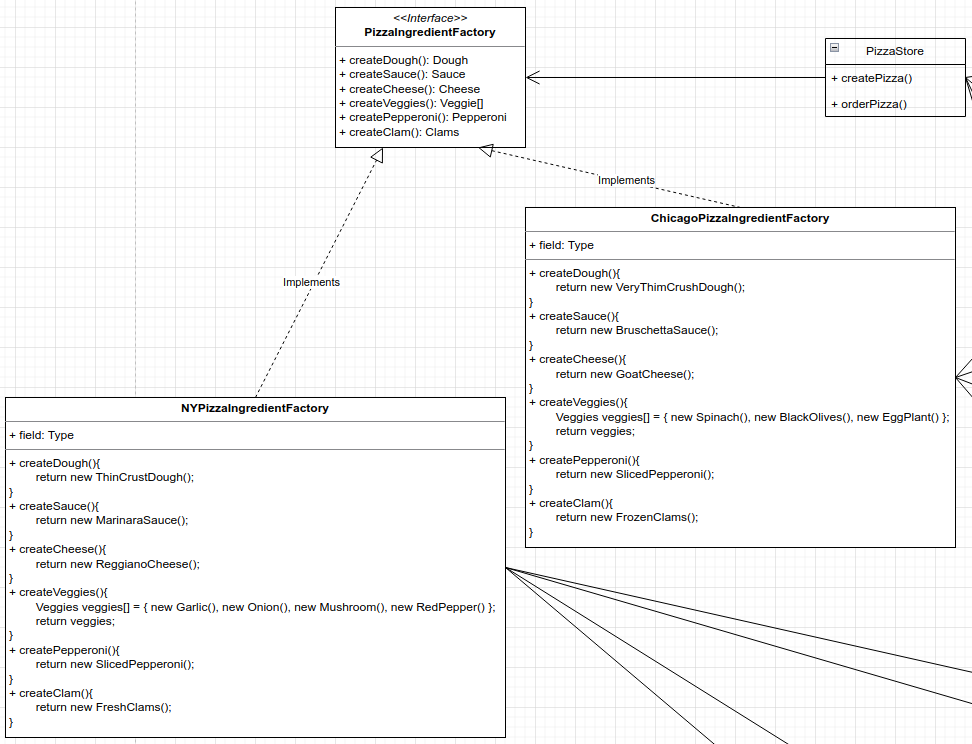 <<Interface>>
PizzaIngredientFactory
+ createDough(): Dough
+ createSauce(): Sauce
+ createCheese(): Cheese
+ createVeggies(): Veggie[]
+ createPepperoni(): Pepperoni
+ createClam(): Clams
PizzaStore
+ createPizza()
+ orderPizza()
Implements
Implements
ChicagoPizzaIngredientFactory
+ field: Type
+ createDough(){
return new VeryThimCrushDough();
}
+ createSauce(){
return new BruschettaSauce();
}
+ createCheese(){
return new GoatCheese();
}
+ createVeggies(){
Veggies veggies[] = { new Spinach(), new BlackOlives(), new EggPlant() };
return veggies;
}
+ createPepperoni(){
return new SlicedPepperoni();
}
+ createClam(){
return new FrozenClams();
}
NYPizzaIngredientFactory
+ field: Type
+ createDough(){
return new ThinCrustDough();
}
+ createSauce(){
return new MarinaraSauce();
}
+ createCheese(){
return new ReggianoCheese();
}
+ createVeggies(){
Veggies veggies[] = { new Garlic(), new Onion(), new Mushroom(), new RedPepper() };
return veggies;
}
+ createPepperoni(){
return new SlicedPepperoni();
}
+ createClam(){
return new FreshClams();
}